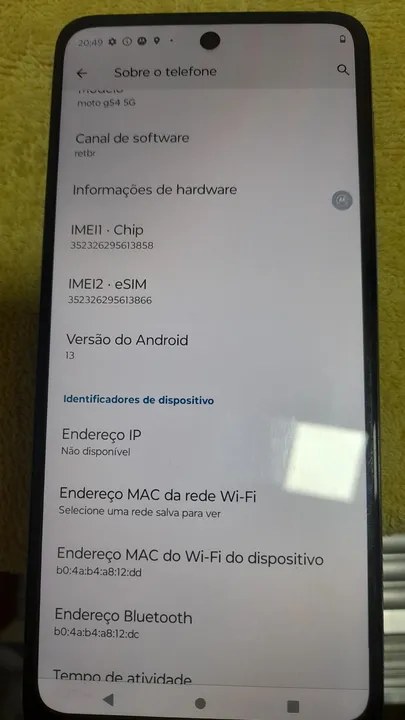 20:49
Sobre o telefone
Modelo
moto g54 5G
Canal de software
retbr
Informações de hardware
IMEI1 · Chip
352326295613858
IMEI2 · eSIM
352326295613866
Versão do Android
13
Identificadores de dispositivo
Endereço IP
Não disponível
Endereço MAC da rede Wi-Fi
Selecione uma rede salva para ver
Endereço MAC do Wi-Fi do dispositivo
b0:4a:b4:a8:12:dd
Endereço Bluetooth
b0:4a:b4:a8:12:dc
Tempo de atividade